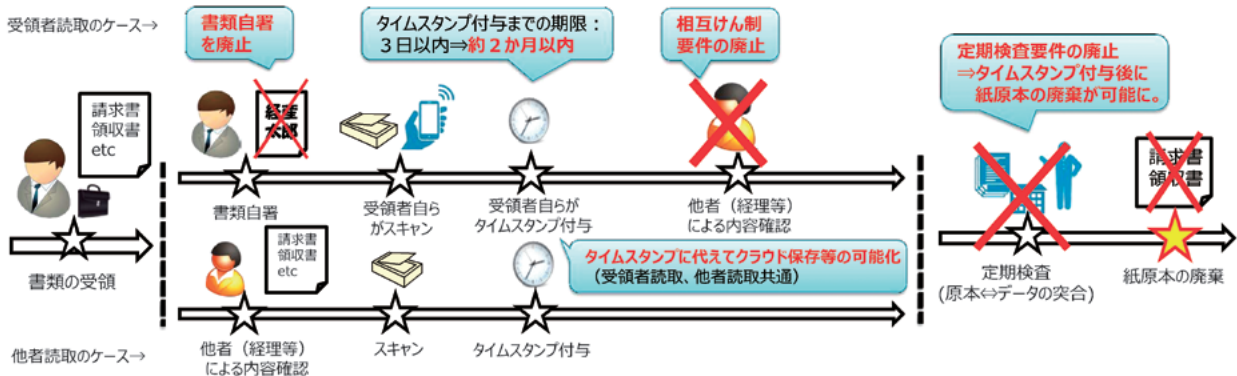 受領者読取のケース→
書類自署
を廃止
タイムスタンプ付与までの期限：
３日以内⇒約２か月以内
相互けん制
要件の廃止
定期検査要件の廃止
⇒タイムスタンプ付与後に
紙原本の廃棄が可能に。
請求書
領収書
etc
経産
太郎
請求書
領収書
書類の受領
書類自署
受領者自ら
がスキャン
受領者自らが
タイムスタンプ付与
他者（経理等）
による内容確認
請求書
領収書
etc
タイムスタンプに代えてクラウド保存等の可能化
（受領者読取、他者読取共通）
定期検査
(原本⇔データの突合)
紙原本の廃棄
他者読取のケース→
他者（経理等）
による内容確認
スキャン
タイムスタンプ付与